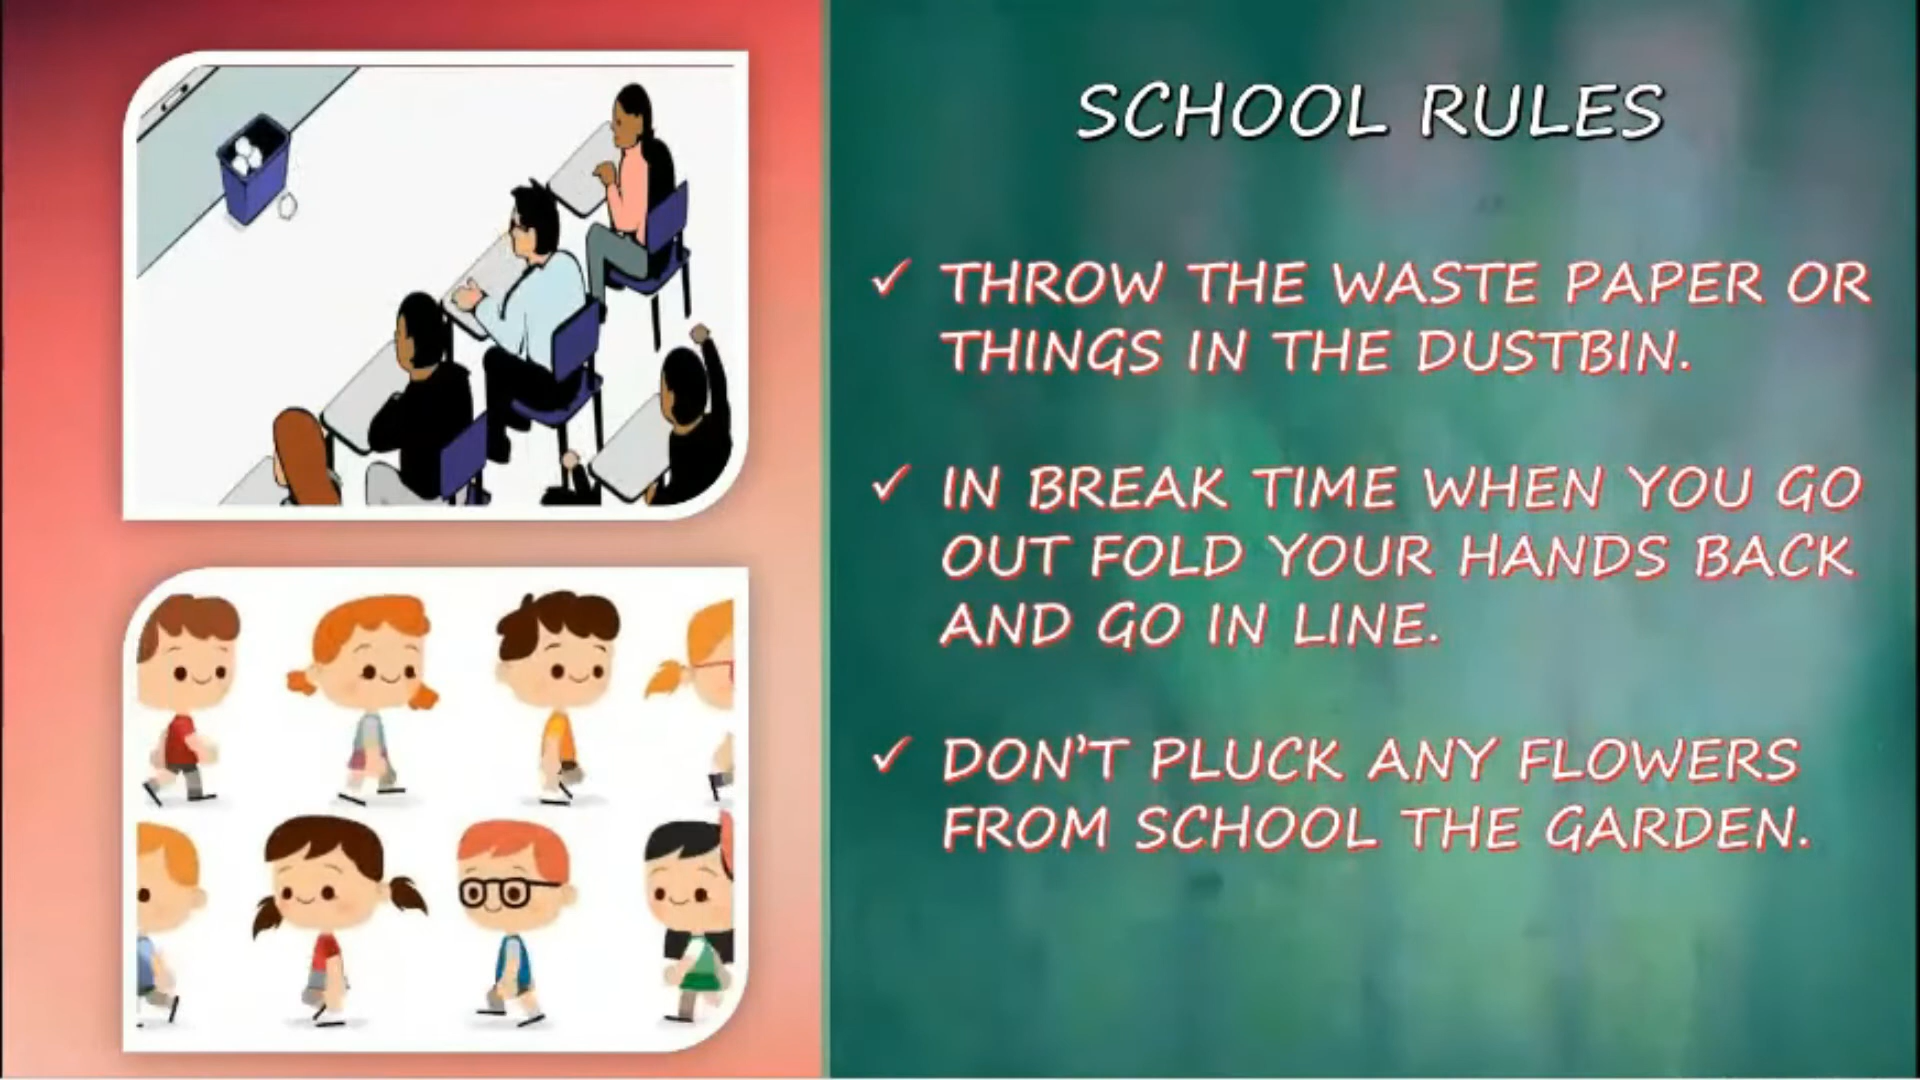 SCHOOL RULES
✓ THROW THE WASTE PAPER OR
THINGS IN THE DUSTBIN.
✓ IN BREAK TIME WHEN YOU GO
OUT FOLD YOUR HANDS BACK
AND GO IN LINE.
✓ DON'T PLUCK ANY FLOWERS
FROM SCHOOL THE GARDEN.